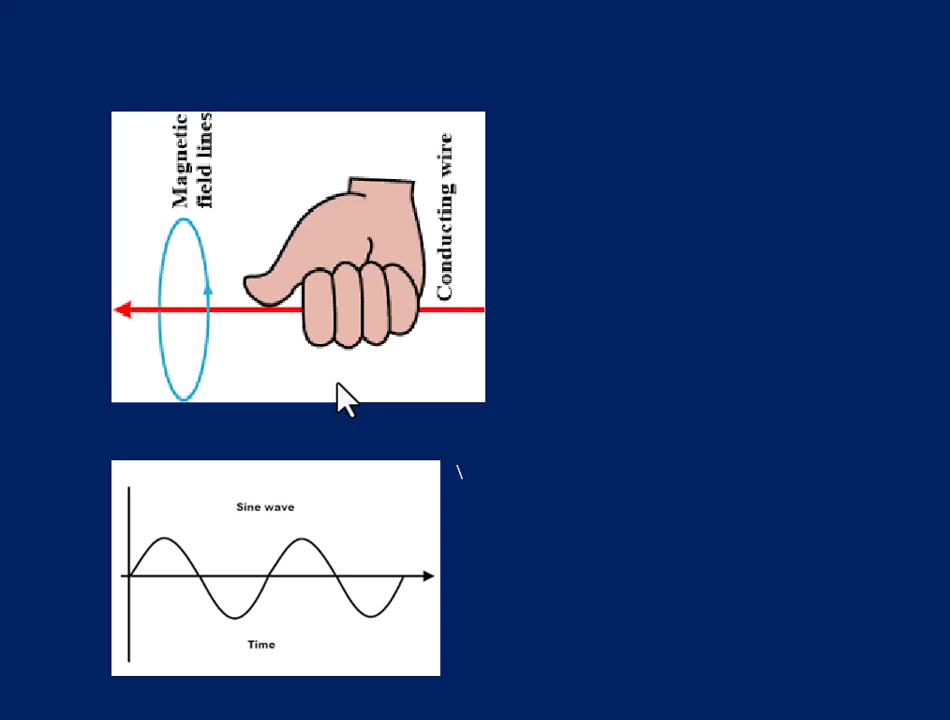 Magnetic
field lines
Conducting wire
\
Sine wave
Time